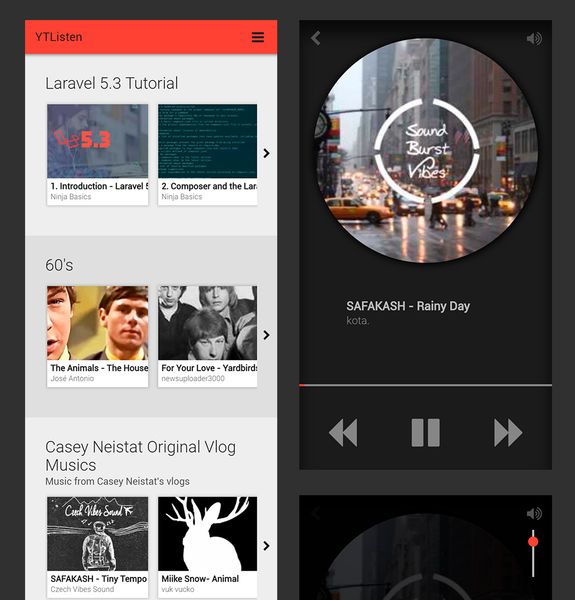 YTListen
Laravel 5.3 Tutorial
5.3
1. Introduction - Laravel 5
Ninja Basics
2. Composer and the Lar
Ninja Basics
60's
The Animals - The House
José Antonio
For Your Love - Yardbirds
newsuploader3000
Casey Neistat Original Vlog
Musics
Music from Casey Neistat's vlogs
Czech Vibes Sound
SAFAKASH - Tiny Tempo
Czech Vibes Sound
Miike Snow- Animal
vuk vucko
Sound
Burst
Vibes
SAFAKASH - Rainy Day
kota.